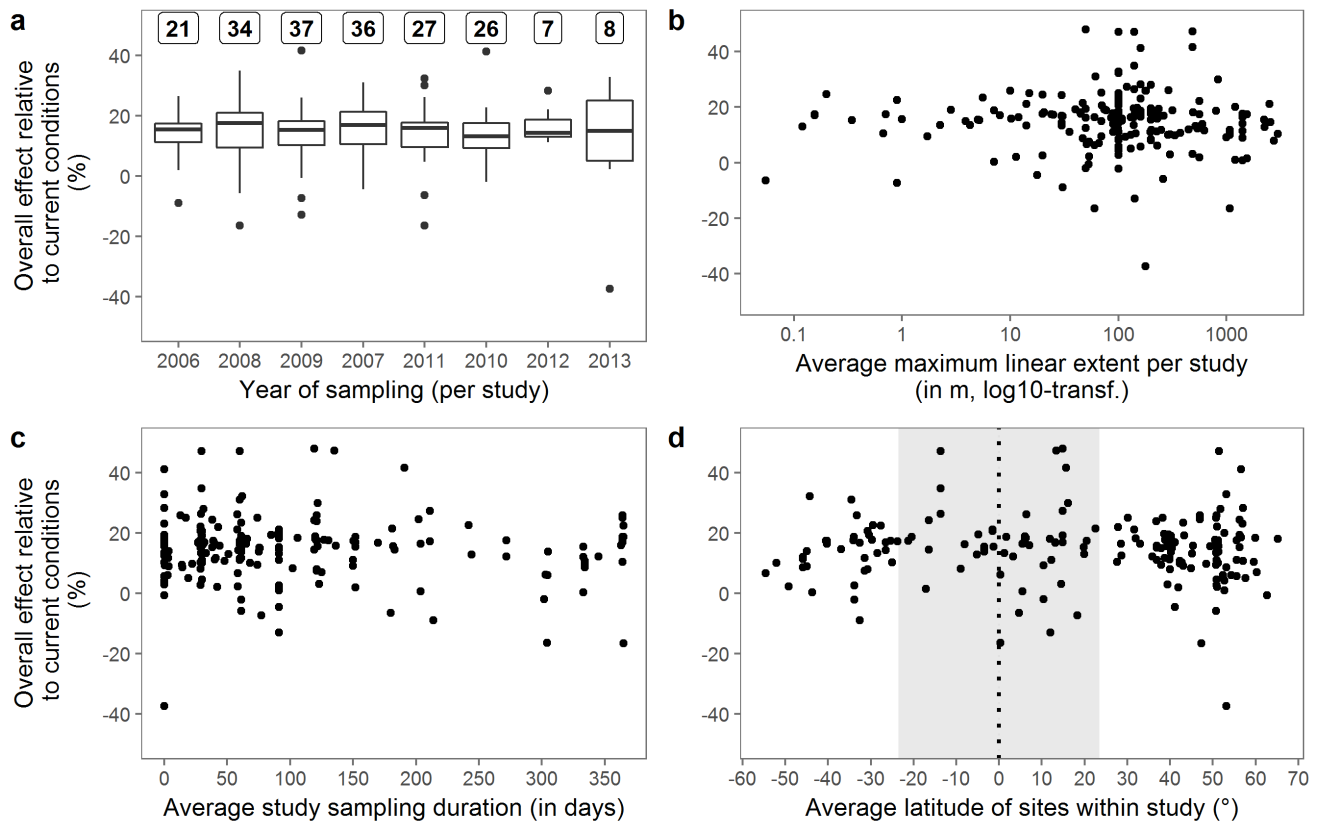 a
21 34 37 36 27 26 7 8
Overall effect relative
to current conditions
(%)
40
20
0
-20
-40
2006 2008 2009 2007 2011 2010 2012 2013
Year of sampling (per study)
b
40
20
0
-20
-40
0.1 1 10 100 1000
Average maximum linear extent per study
(in m, log10-transf.)
c
Overall effect relative
to current conditions
(%)
40
20
0
-20
-40
0 50 100 150 200 250 300 350
Average study sampling duration (in days)
d
40
20
0
-20
-40
-60 -50 -40 -30 -20 -10 0 10 20 30 40 50 60 70
Average latitude of sites within study (°)